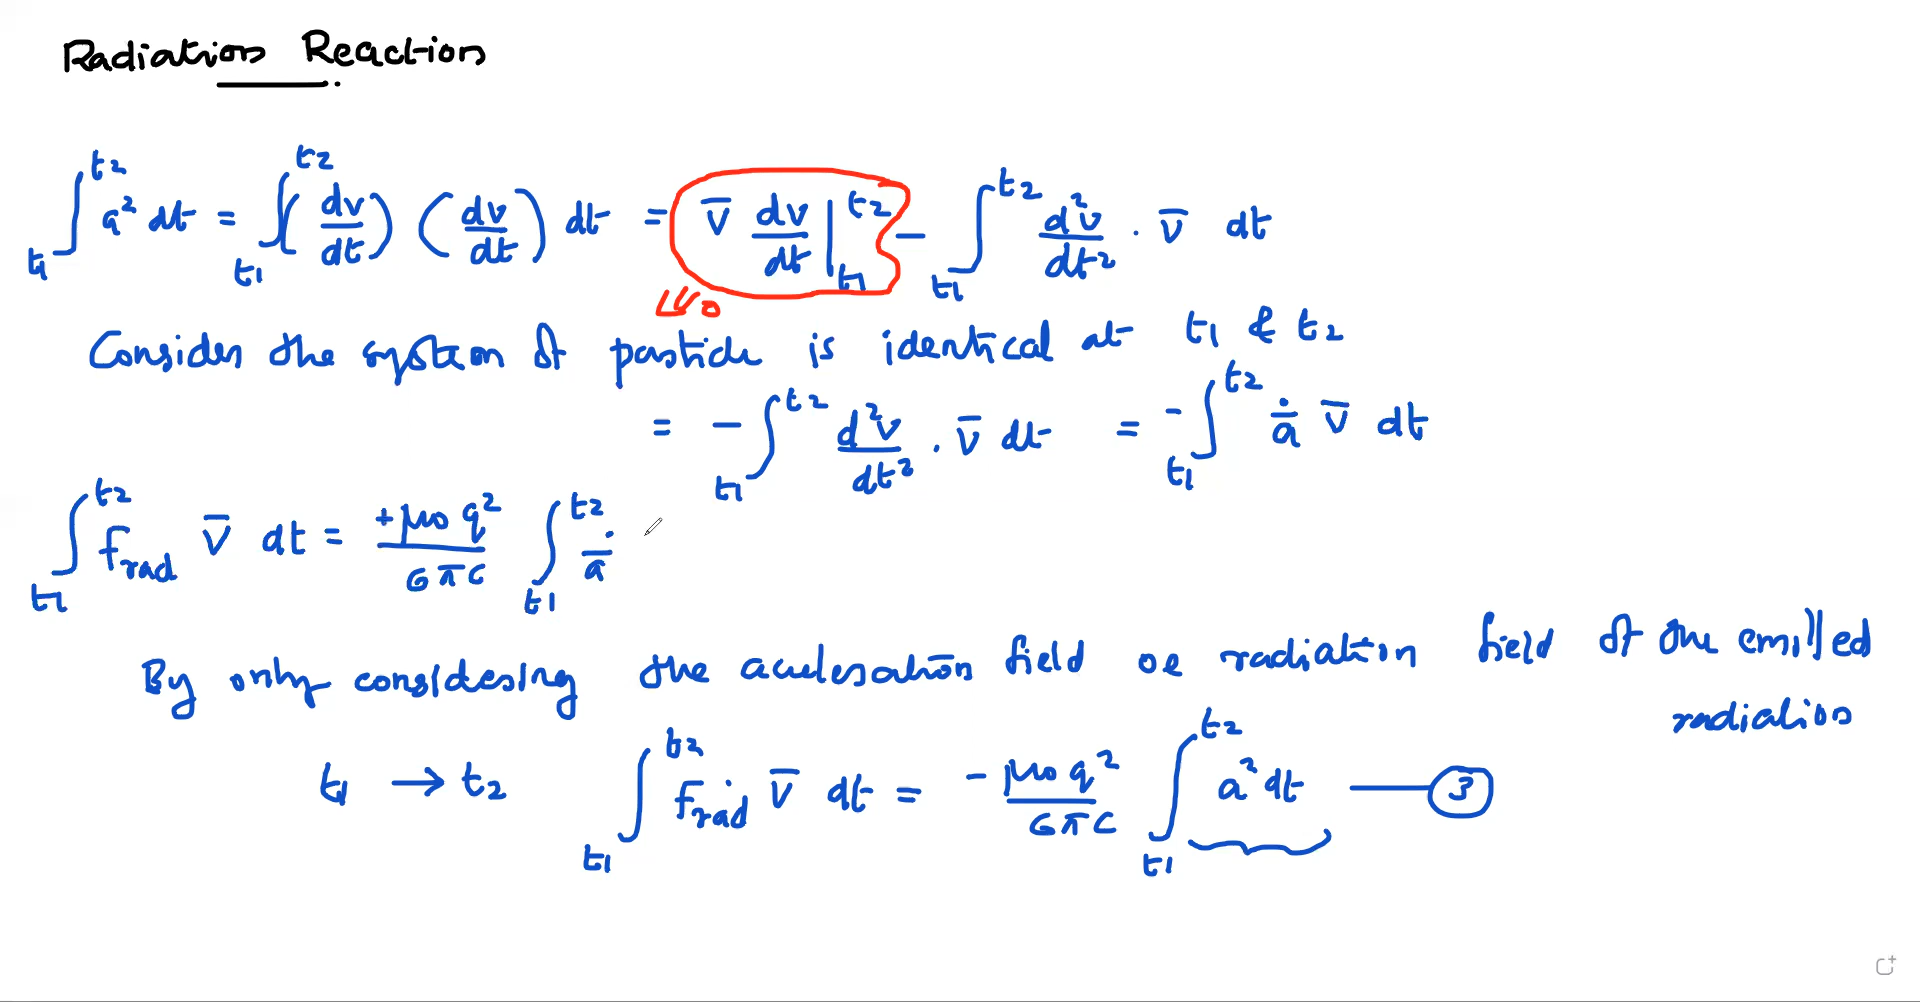 Radiation Reaction
∫_{t1}^{t2} a² dt = ∫_{t1}^{t2} (dv/dt) (dv/dt) dt = v̅ dv/dt |_{t1}^{t2} − ∫_{t1}^{t2} d²v/dt² · v̅ dt
0
Consider the system of particle is identical at t1 & t2
= − ∫_{t1}^{t2} d²v/dt² · v̅ dt = − ∫_{t1}^{t2} ȧ̅ v̅ dt
∫_{t1}^{t2} f_rad v̅ dt = +μ0 q²/6πc ∫_{t1}^{t2} ȧ̅
By only considering the acceleration field or radiation field of the emitted
radiation
t1 → t2 ∫_{t1}^{t2} f_rad · v̅ dt = −μ0 q²/6πc ∫_{t1}^{t2} a² dt — 3